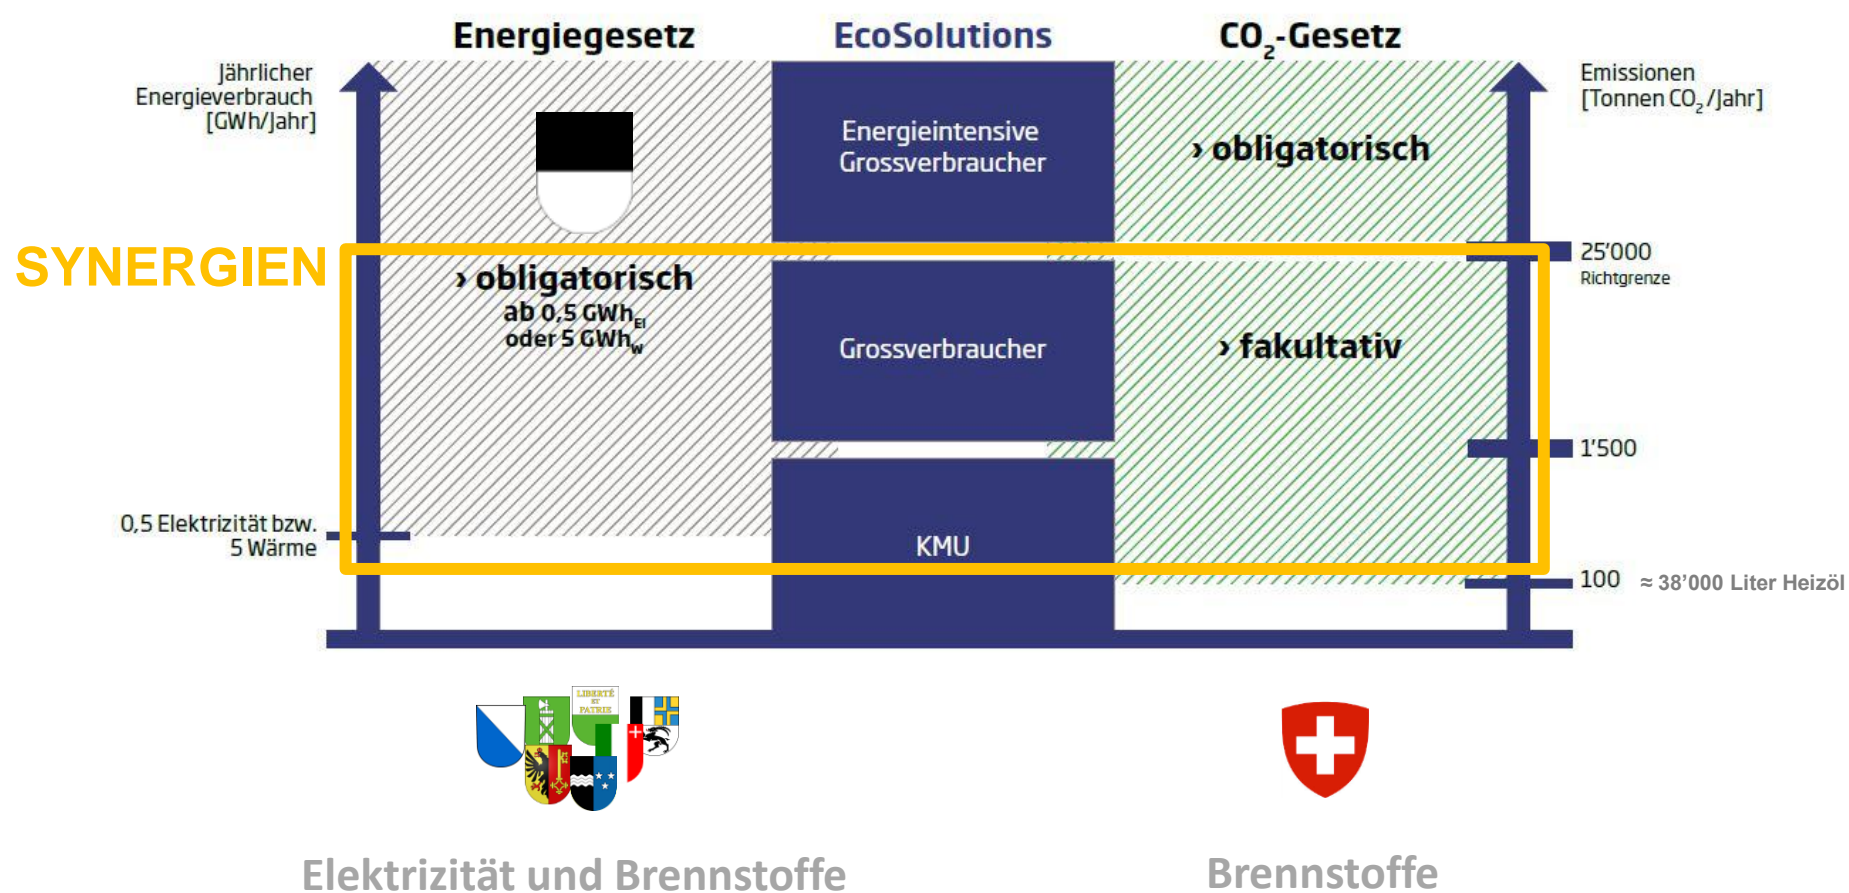 Energiegesetz
EcoSolutions
CO₂-Gesetz
Jährlicher
Energieverbrauch
[GWh/Jahr]
Emissionen
[Tonnen CO₂/Jahr]
Energieintensive
Grossverbraucher
› obligatorisch
SYNERGIEN
› obligatorisch
ab 0,5 GWhEl
oder 5 GWhw
25’000
Richtgrenze
Grossverbraucher
› fakultativ
1’500
0,5 Elektrizität bzw.
5 Wärme
KMU
100
≈ 38’000 Liter Heizöl
LIBERTÉ
ET
PATRIE
Elektrizität und Brennstoffe
Brennstoffe